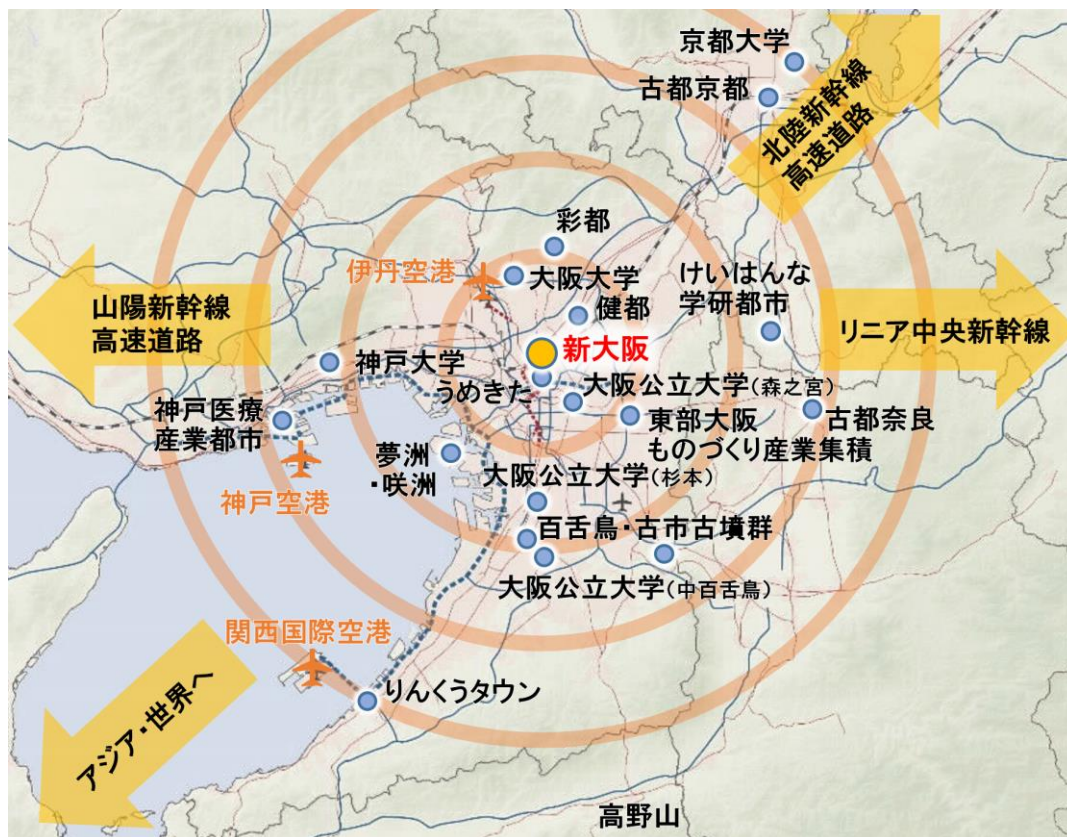 京都大学
古都京都
北陸新幹線
高速道路
彩都
伊丹空港
大阪大学
けいはんな
学研都市
健都
山陽新幹線
高速道路
リニア中央新幹線
新大阪
神戸大学
うめきた
大阪公立大学(森之宮)
神戸医療
産業都市
東部大阪
ものづくり産業集積
古都奈良
夢洲
・咲洲
大阪公立大学(杉本)
神戸空港
百舌鳥・古市古墳群
大阪公立大学(中百舌鳥)
関西国際空港
りんくうタウン
アジア・世界へ
高野山